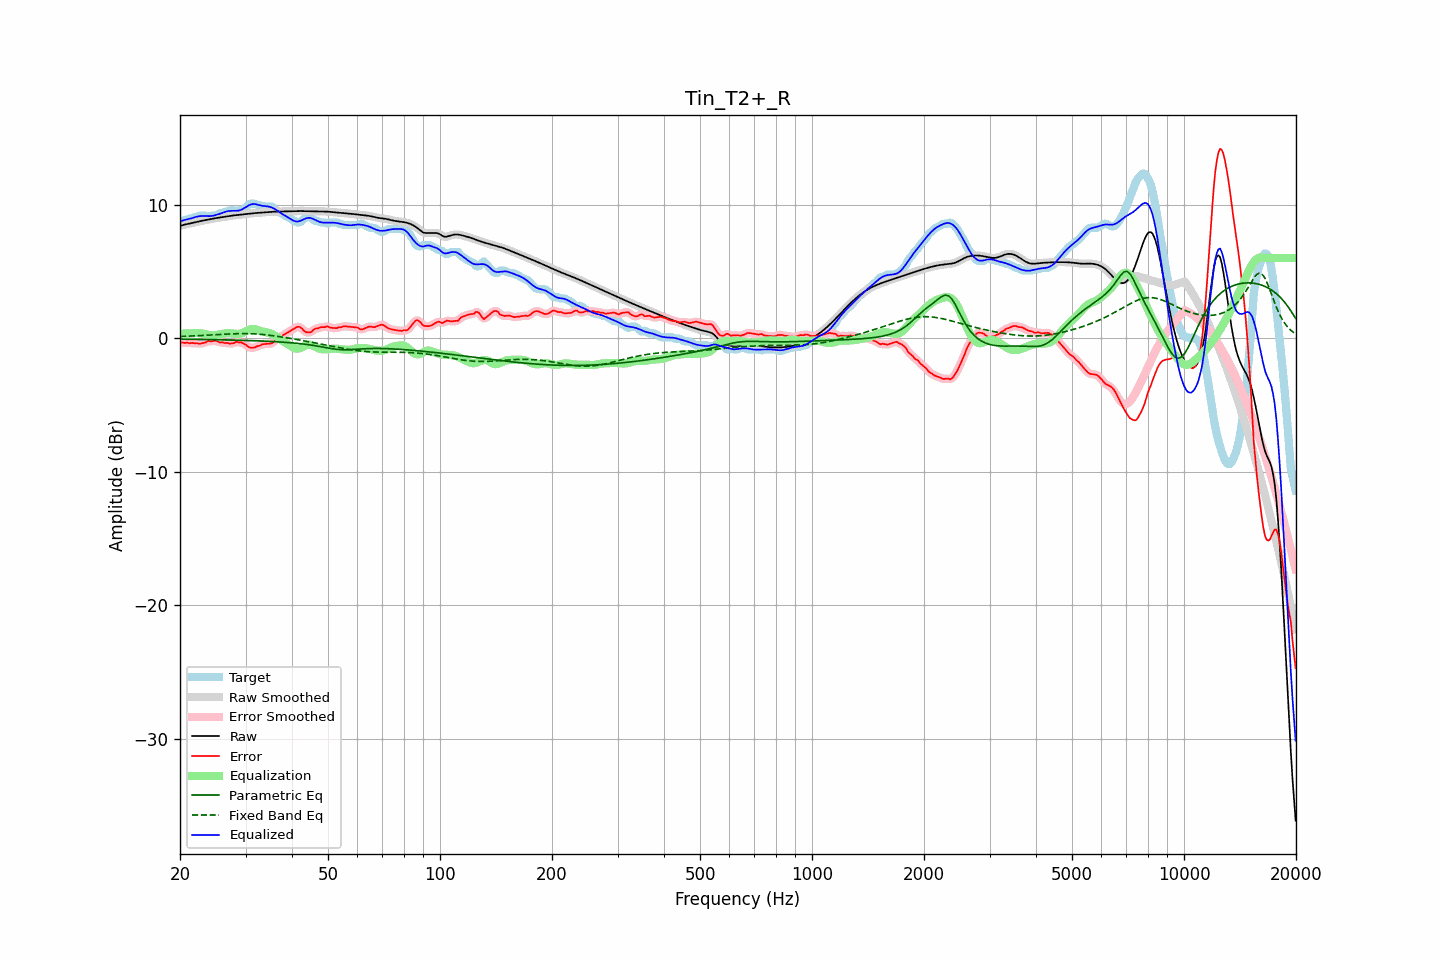 Tin_T2+_R
Amplitude (dBr)
10
0
−10
−20
−30
Target
Raw Smoothed
Error Smoothed
Raw
Error
Equalization
Parametric Eq
Fixed Band Eq
Equalized
20 50 100 200 500 1000 2000 5000 10000 20000
Frequency (Hz)